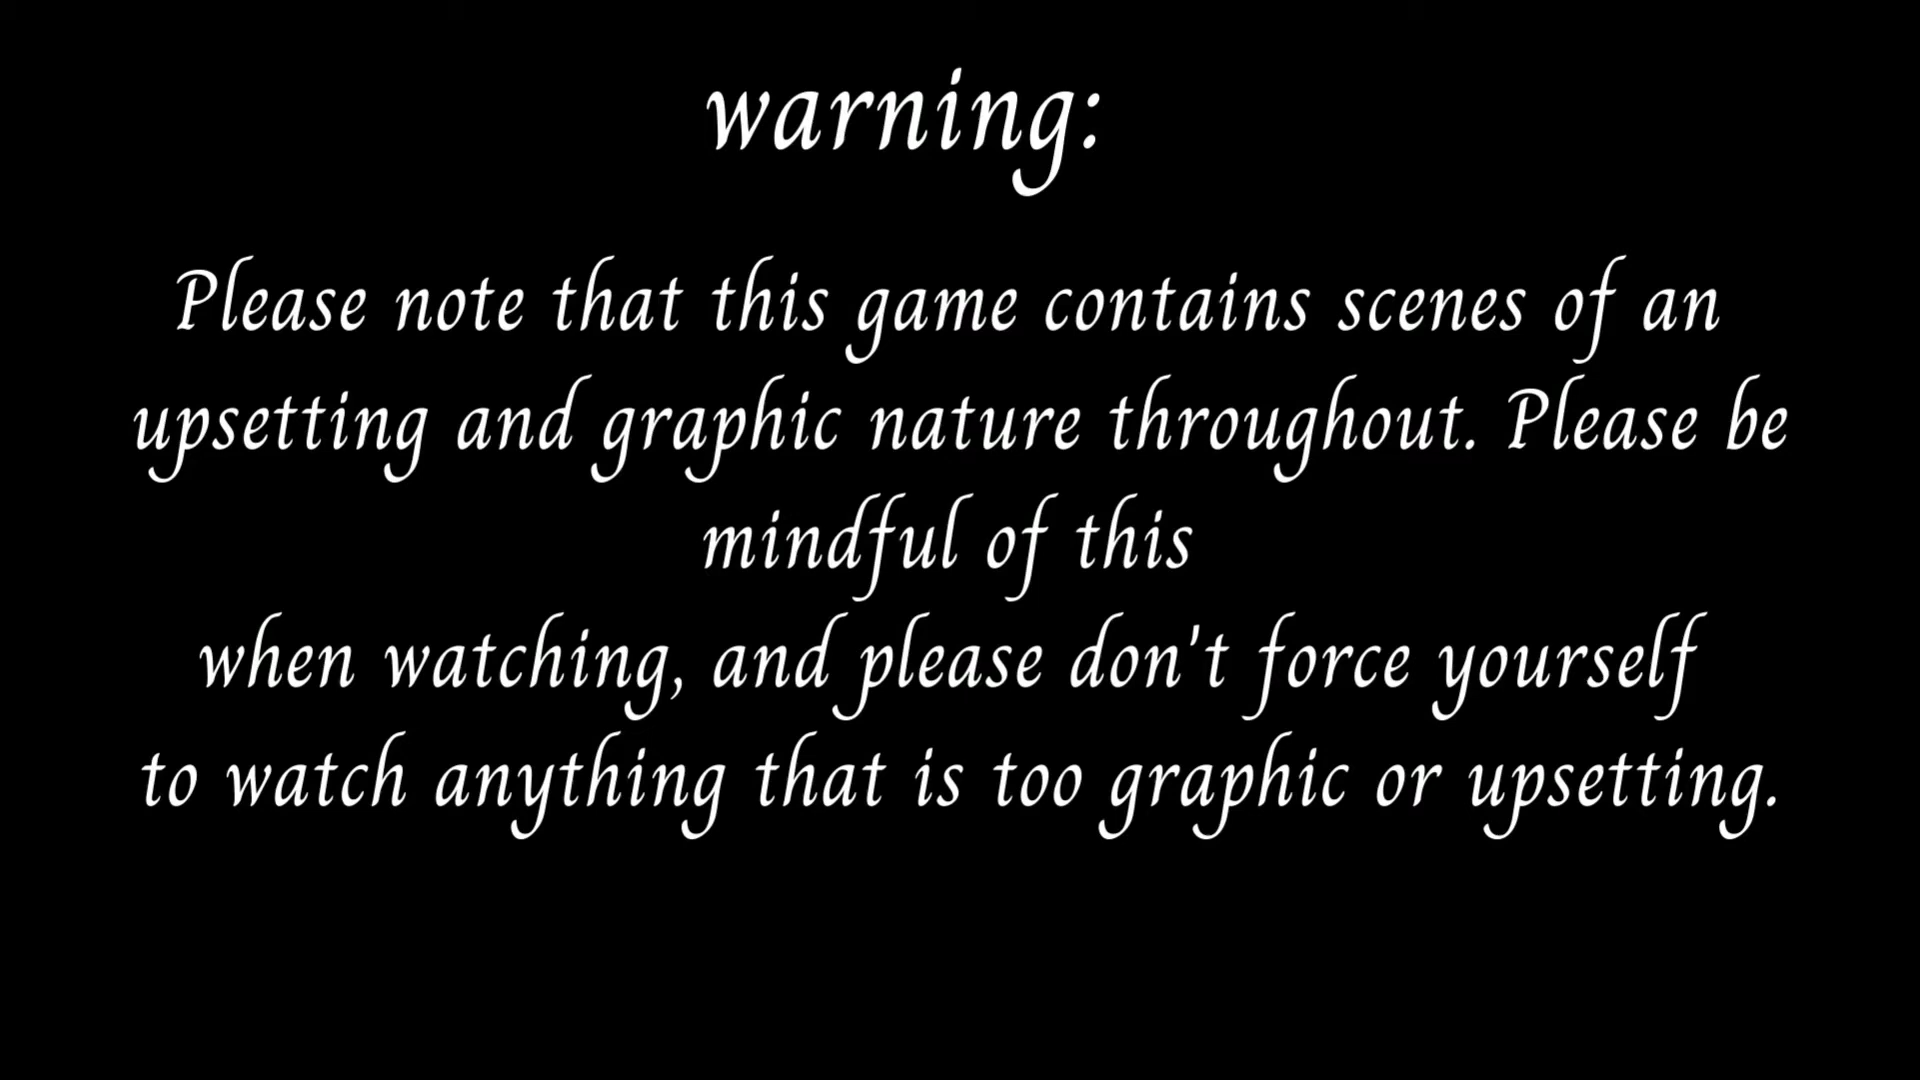 warning:
Please note that this game contains scenes of an
upsetting and graphic nature throughout. Please be
mindful of this
when watching, and please don't force yourself
to watch anything that is too graphic or upsetting.